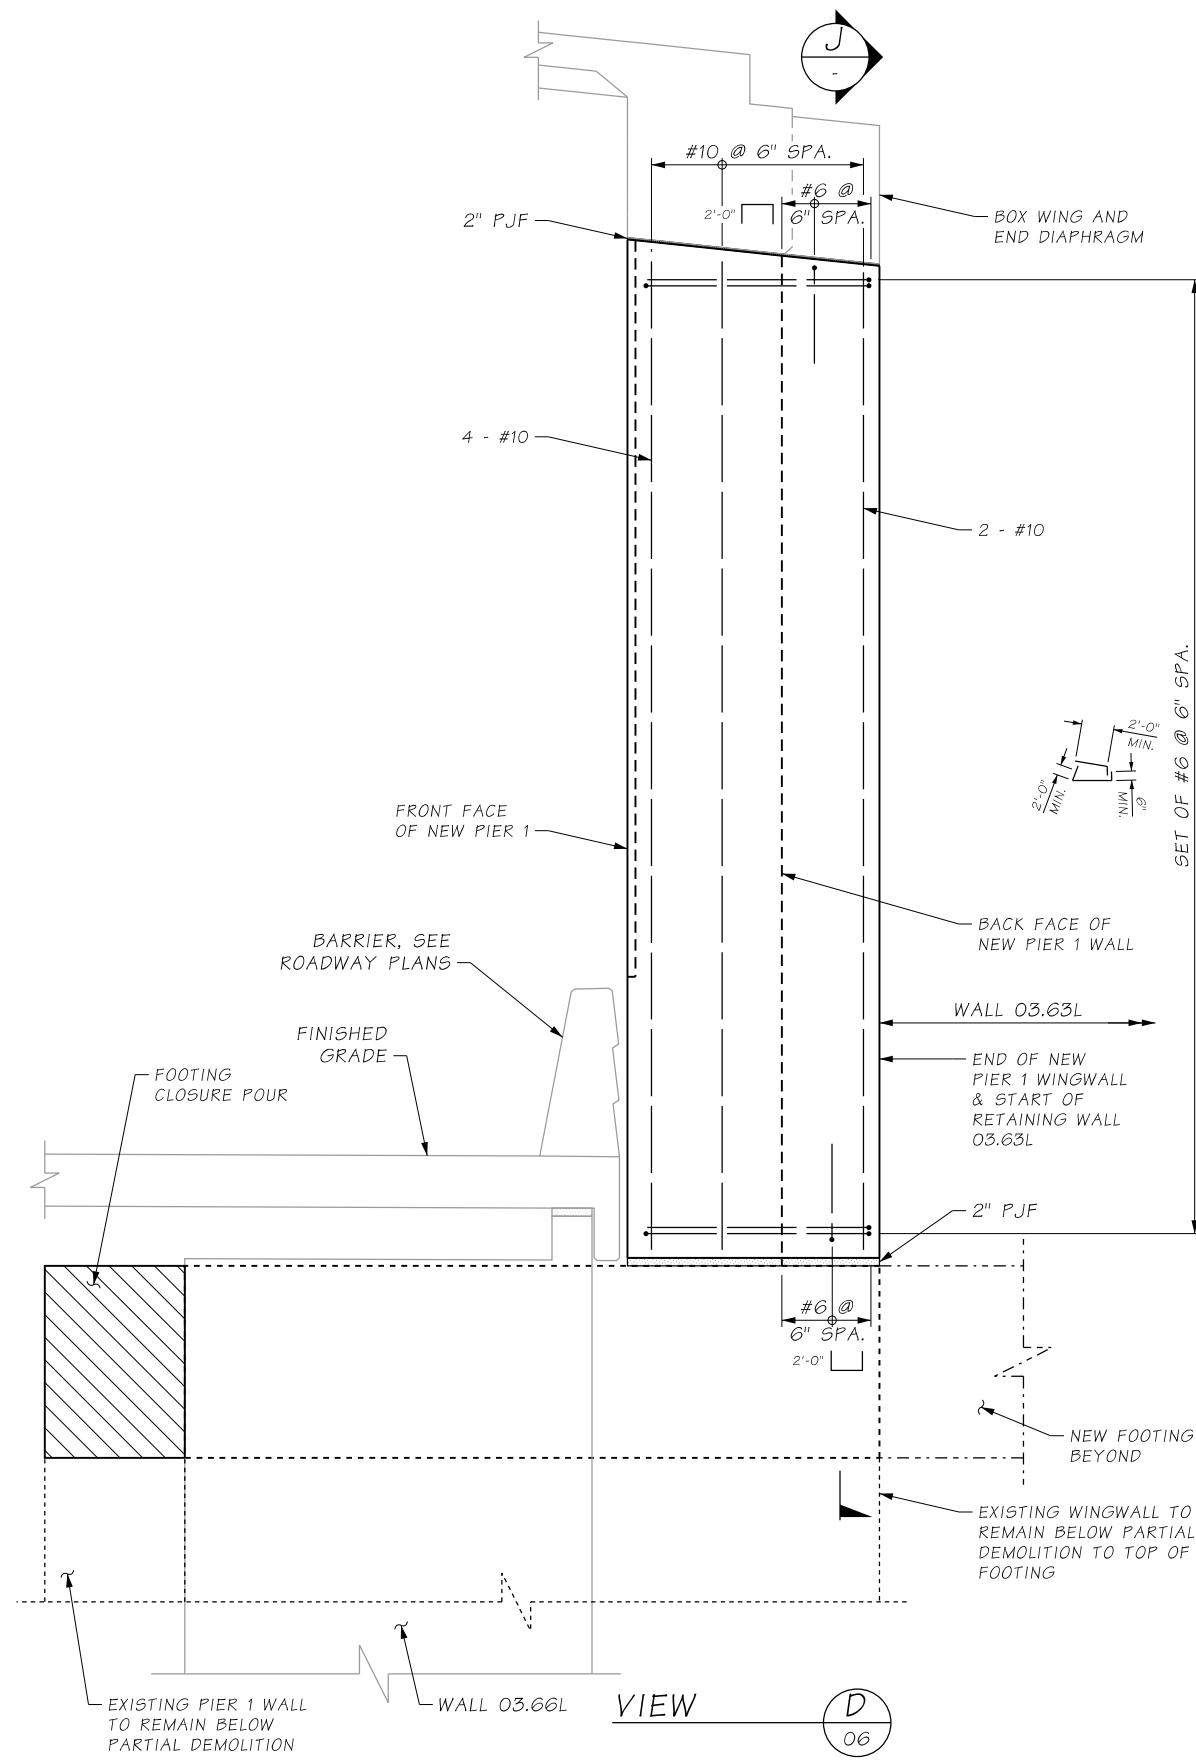 J
-
#10 @ 6" SPA.
#6 @
6" SPA.
2'-0"
2" PJF
BOX WING AND
END DIAPHRAGM
4 - #10
2 - #10
SET OF #6 @ 6" SPA.
2'-0"
MIN.
2'-0"
MIN.
6"
MIN.
FRONT FACE
OF NEW PIER 1
BACK FACE OF
NEW PIER 1 WALL
BARRIER, SEE
ROADWAY PLANS
WALL 03.63L
FINISHED
GRADE
END OF NEW
PIER 1 WINGWALL
& START OF
RETAINING WALL
03.63L
FOOTING
CLOSURE POUR
2" PJF
#6 @
6" SPA.
2'-0"
NEW FOOTING
BEYOND
EXISTING WINGWALL TO
REMAIN BELOW PARTIAL
DEMOLITION TO TOP OF
FOOTING
EXISTING PIER 1 WALL
TO REMAIN BELOW
PARTIAL DEMOLITION
WALL 03.66L
VIEW
D
06